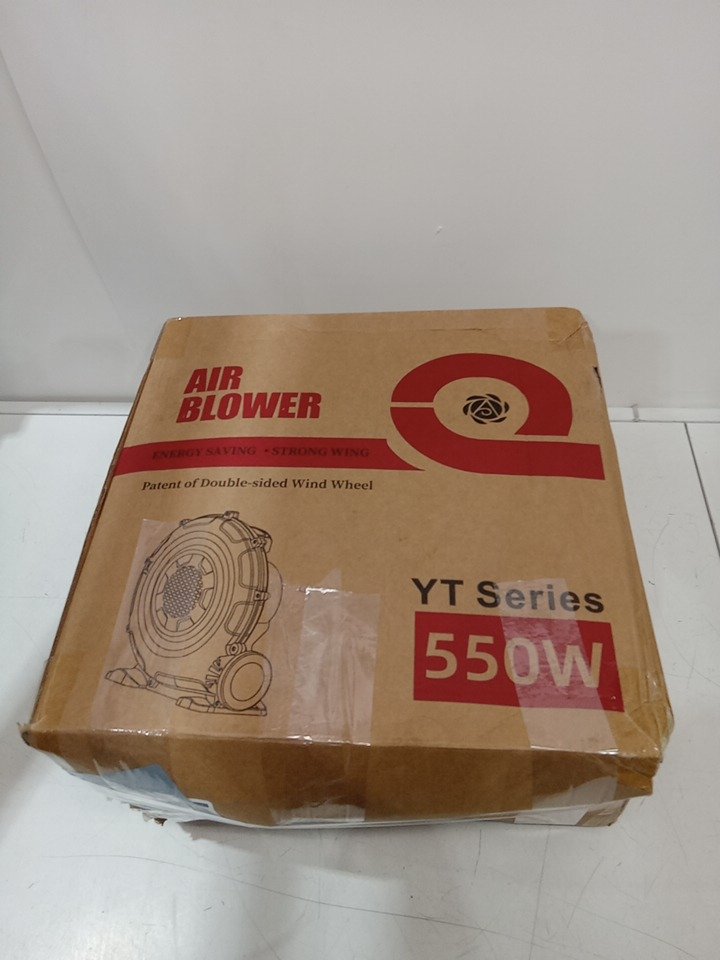 AIR
BLOWER
ENERGY SAVING • STRONG WING
Patent of Double-sided Wind Wheel
YT Series
550W